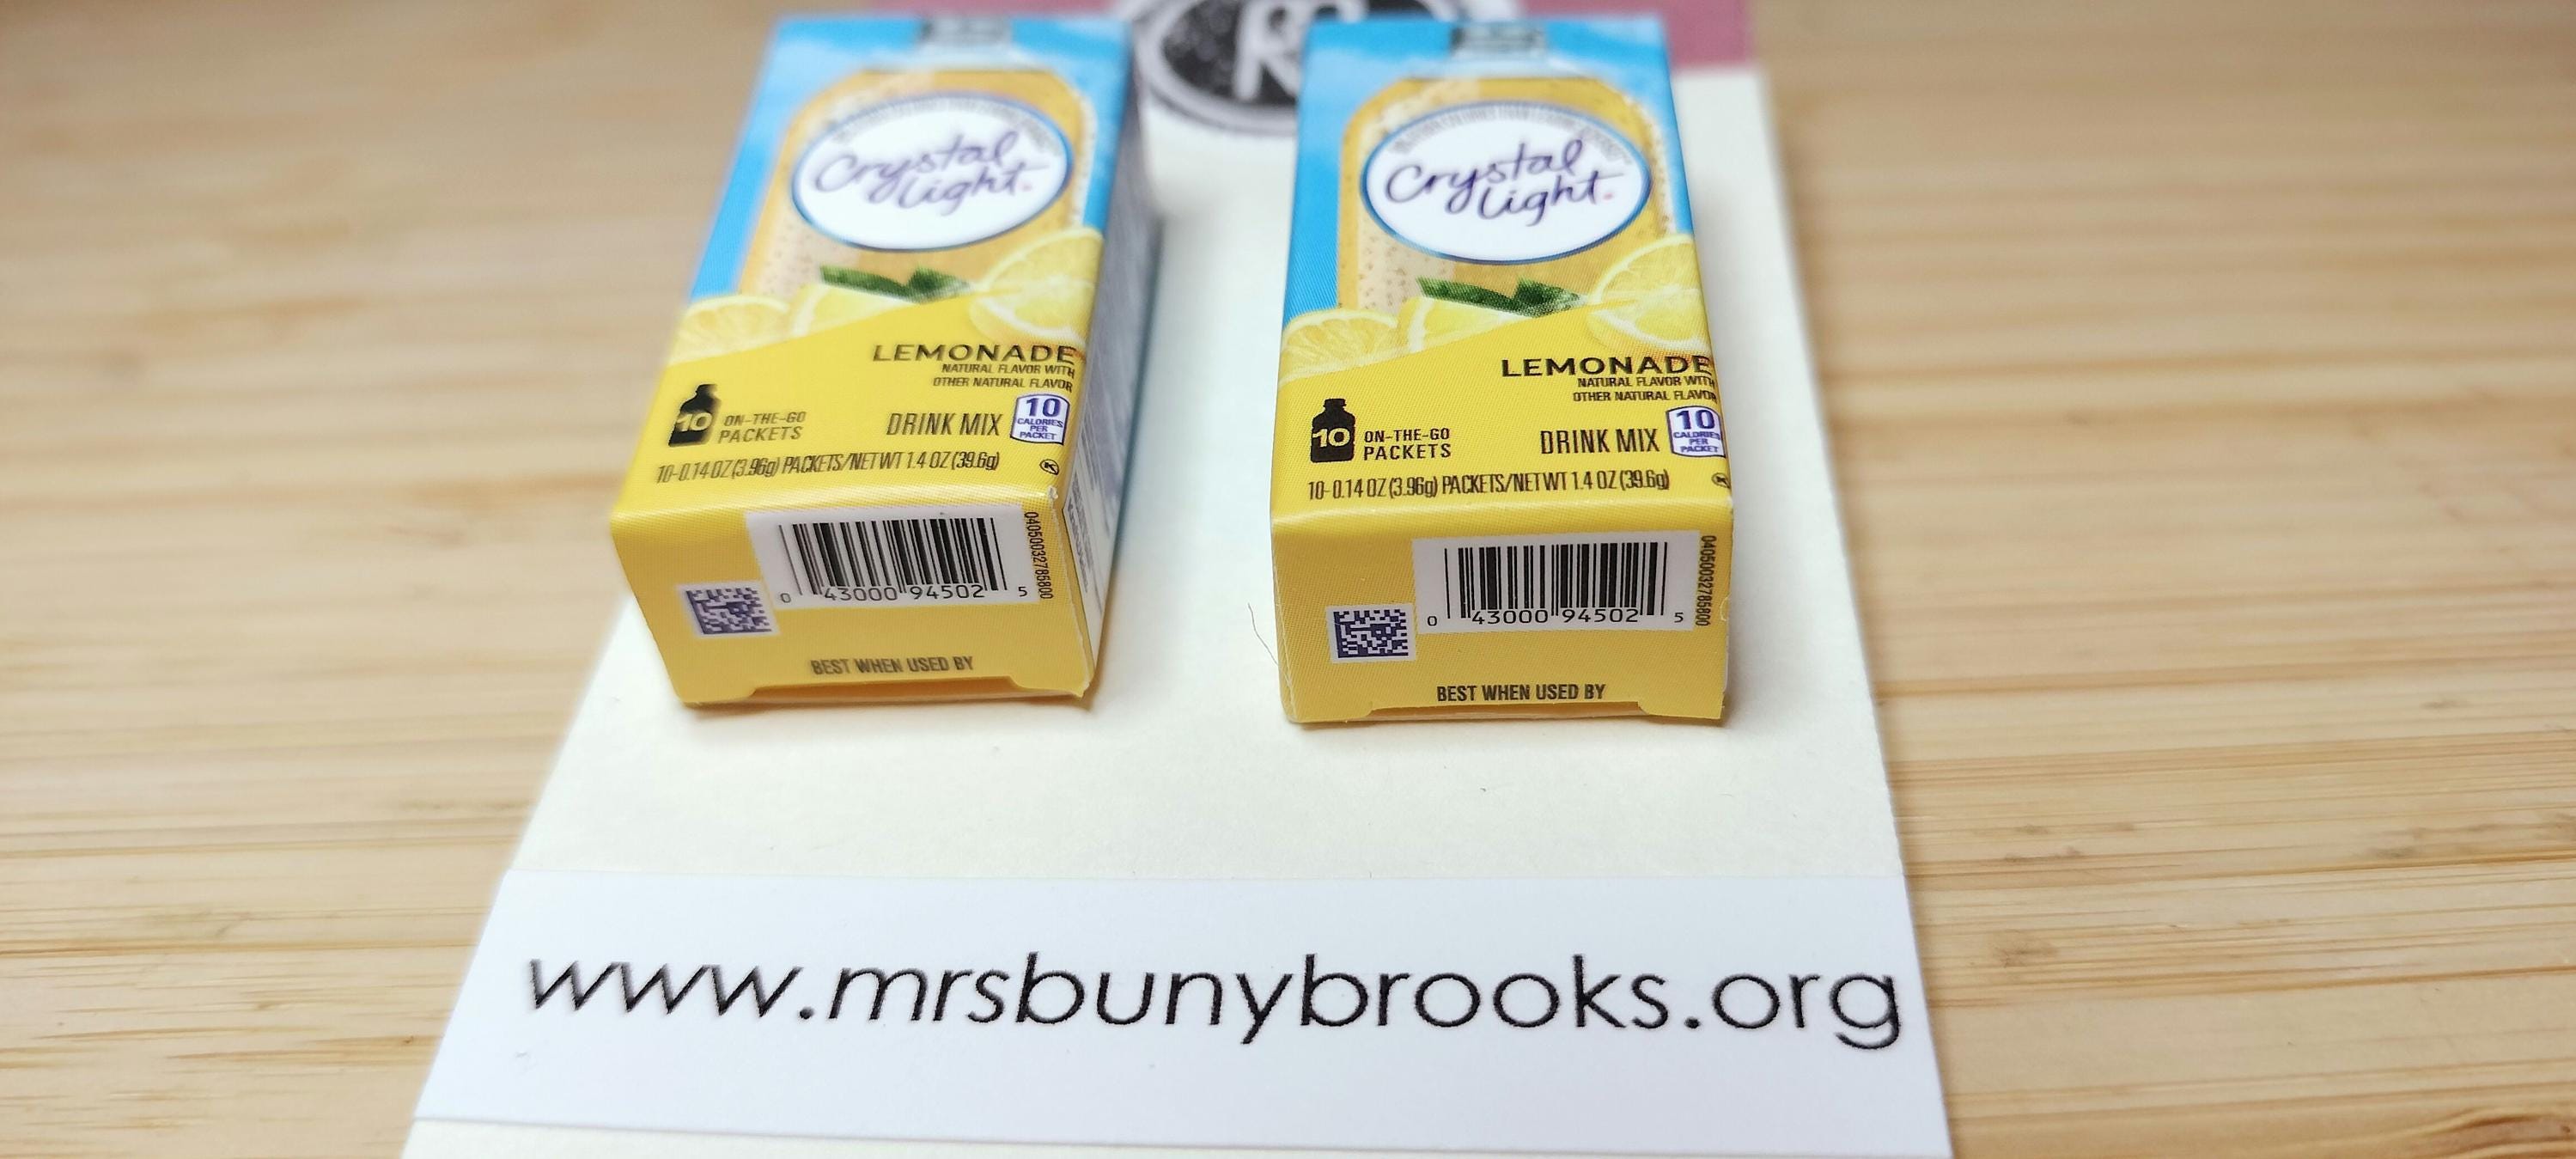 Crystal
Light
LEMONADE
NATURAL FLAVOR WITH
OTHER NATURAL FLAVOR
10
ON-THE-GO
PACKETS
DRINK MIX
10
CALORIES
PER
PACKET
10-0.14 OZ (3.96g) PACKETS/NET WT 1.4 OZ (39.6g)
0 43000 94502 5
BEST WHEN USED BY
Crystal
Light
LEMONADE
NATURAL FLAVOR WITH
OTHER NATURAL FLAVOR
10
ON-THE-GO
PACKETS
DRINK MIX
10
CALORIES
PER
PACKET
10-0.14 OZ (3.96g) PACKETS/NET WT 1.4 OZ (39.6g)
0 43000 94502 5
BEST WHEN USED BY
www.mrsbunybrooks.org